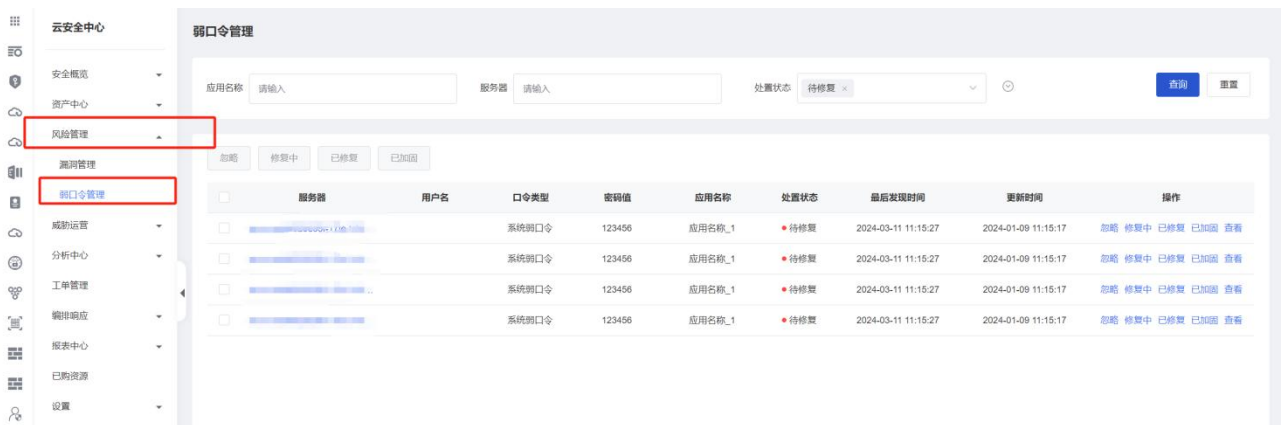 云安全中心
弱口令管理
安全概览
资产中心
风险管理
漏洞管理
弱口令管理
威胁运营
分析中心
工单管理
编排响应
报表中心
已购资源
设置
应用名称 请输入 服务器 请输入 处置状态 待修复 × 查询 重置
忽略 修复中 已修复 已加固
服务器 用户名 口令类型 密码值 应用名称 处置状态 最后发现时间 更新时间 操作
系统弱口令 123456 应用名称_1 待修复 2024-03-11 11:15:27 2024-01-09 11:15:17 忽略 修复中 已修复 已加固 查看
系统弱口令 123456 应用名称_1 待修复 2024-03-11 11:15:27 2024-01-09 11:15:17 忽略 修复中 已修复 已加固 查看
系统弱口令 123456 应用名称_1 待修复 2024-03-11 11:15:27 2024-01-09 11:15:17 忽略 修复中 已修复 已加固 查看
系统弱口令 123456 应用名称_1 待修复 2024-03-11 11:15:27 2024-01-09 11:15:17 忽略 修复中 已修复 已加固 查看